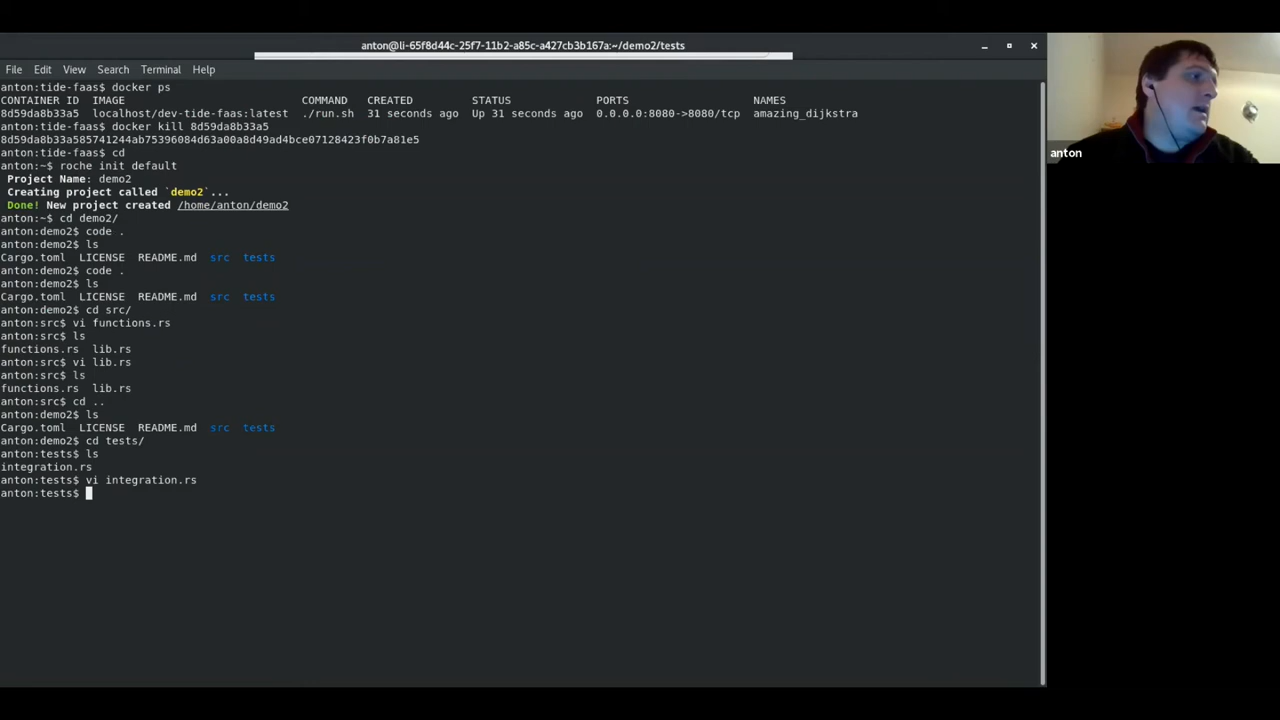 anton@li-65f8d44c-25f7-11b2-a85c-a427cb3b167a:~/demo2/tests
File Edit View Search Terminal Help
anton:tide-faas$ docker ps
CONTAINER ID IMAGE COMMAND CREATED STATUS PORTS NAMES
8d59da8b33a5 localhost/dev-tide-faas:latest ./run.sh 31 seconds ago Up 31 seconds ago 0.0.0.0:8080->8080/tcp amazing_dijkstra
anton:tide-faas$ docker kill 8d59da8b33a5
8d59da8b33a585741244ab75396084d63a00a8d49ad4bce07128423f0b7a81e5
anton:tide-faas$ cd
anton:~$ roche init default
Project Name: demo2
Creating project called `demo2`...
Done! New project created /home/anton/demo2
anton:~$ cd demo2/
anton:demo2$ code .
anton:demo2$ ls
Cargo.toml LICENSE README.md src tests
anton:demo2$ code .
anton:demo2$ ls
Cargo.toml LICENSE README.md src tests
anton:demo2$ cd src/
anton:src$ vi functions.rs
anton:src$ ls
functions.rs lib.rs
anton:src$ vi lib.rs
anton:src$ ls
functions.rs lib.rs
anton:src$ cd ..
anton:demo2$ ls
Cargo.toml LICENSE README.md src tests
anton:demo2$ cd tests/
anton:tests$ ls
integration.rs
anton:tests$ vi integration.rs
anton:tests$
anton